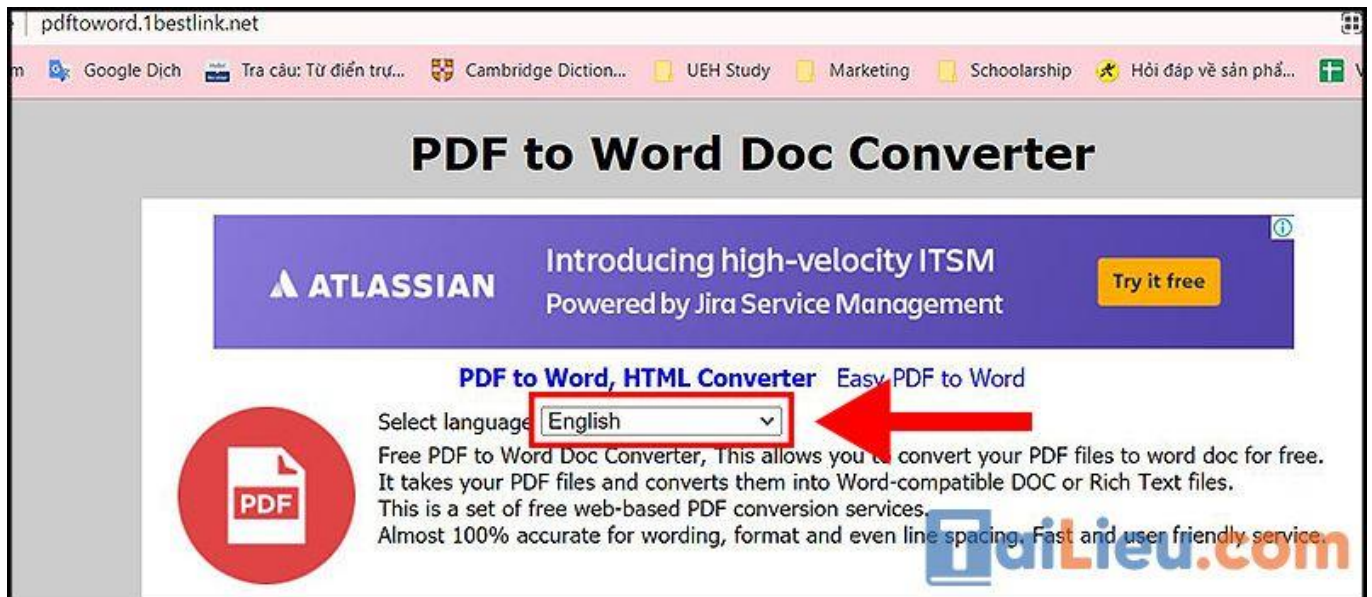 pdftoword.1bestlink.net
m Google Dịch Tra câu: Từ điển trự... Cambridge Diction... UEH Study Marketing Schoolarship Hỏi đáp về sản phẩ... V
PDF to Word Doc Converter
ATLASSIAN
Introducing high-velocity ITSM
Powered by Jira Service Management
Try it free
PDF to Word, HTML Converter Easy PDF to Word
Select language English
PDF
Free PDF to Word Doc Converter, This allows you to convert your PDF files to word doc for free.
It takes your PDF files and converts them into Word-compatible DOC or Rich Text files.
This is a set of free web-based PDF conversion services.
Almost 100% accurate for wording, format and even line spacing. Fast and user friendly service.
TaiLieu.com